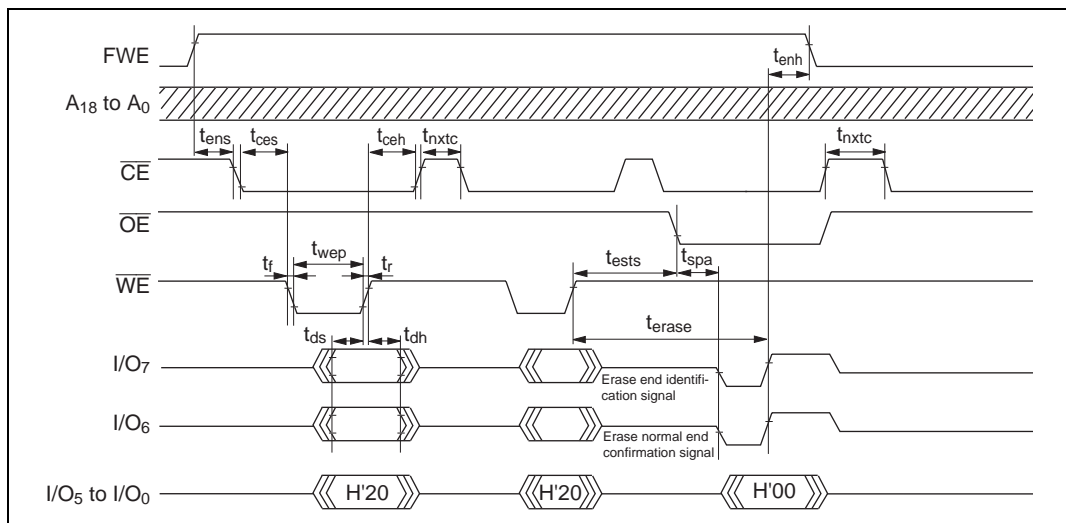 FWE
tenh
A18 to A0
tens tces tceh tnxtc tnxtc
CE
OE
twep
tests tspa
tf tr
WE
terase
tds tdh
I/O7
Erase end identifi-
cation signal
I/O6
Erase normal end
confirmation signal
I/O5 to I/O0 H'20 H'20 H'00